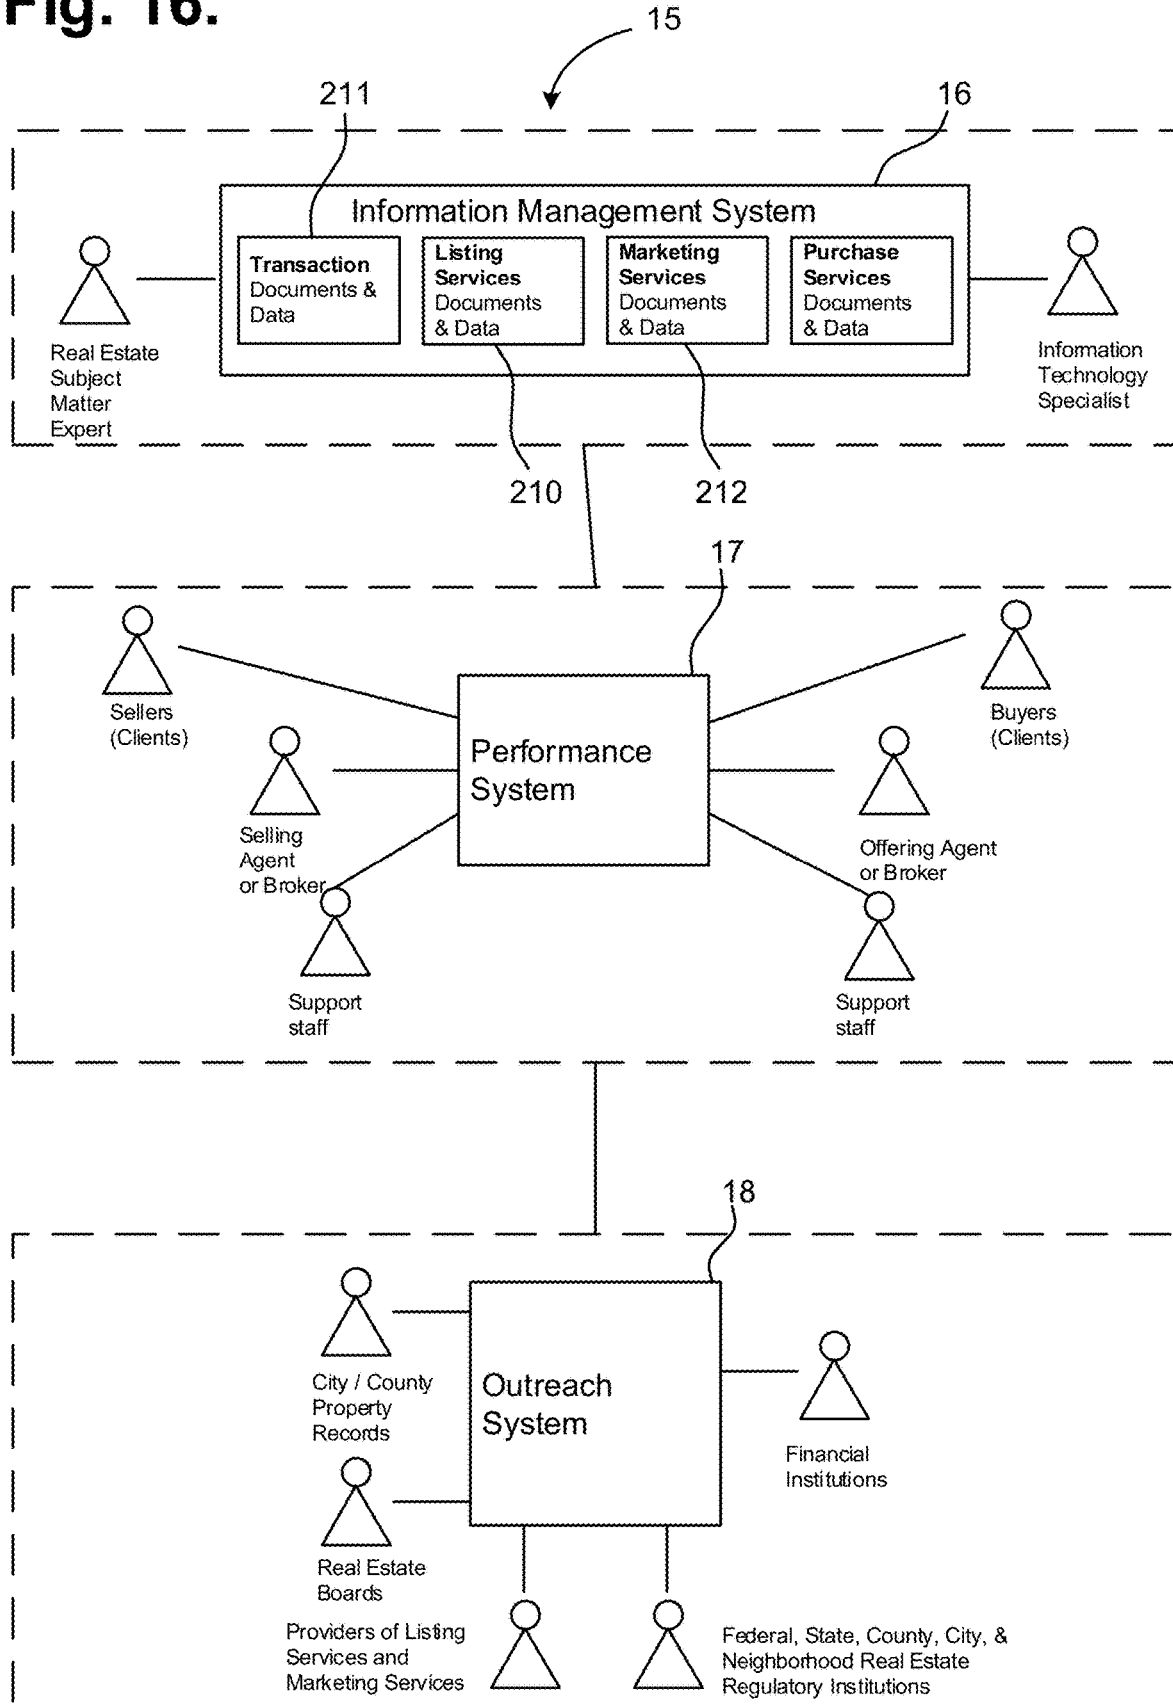 Fig. 16.
15
211
16
Information Management System
Transaction
Documents &
Data
Listing
Services
Documents
& Data
Marketing
Services
Documents
& Data
Purchase
Services
Documents
& Data
Real Estate
Subject
Matter
Expert
Information
Technology
Specialist
210
212
17
Sellers
(Clients)
Buyers
(Clients)
Performance
System
Selling
Agent
or Broker
Offering Agent
or Broker
Support
staff
Support
staff
18
City / County
Property
Records
Outreach
System
Financial
Institutions
Real Estate
Boards
Providers of Listing
Services and
Marketing Services
Federal, State, County, City, &
Neighborhood Real Estate
Regulatory Institutions